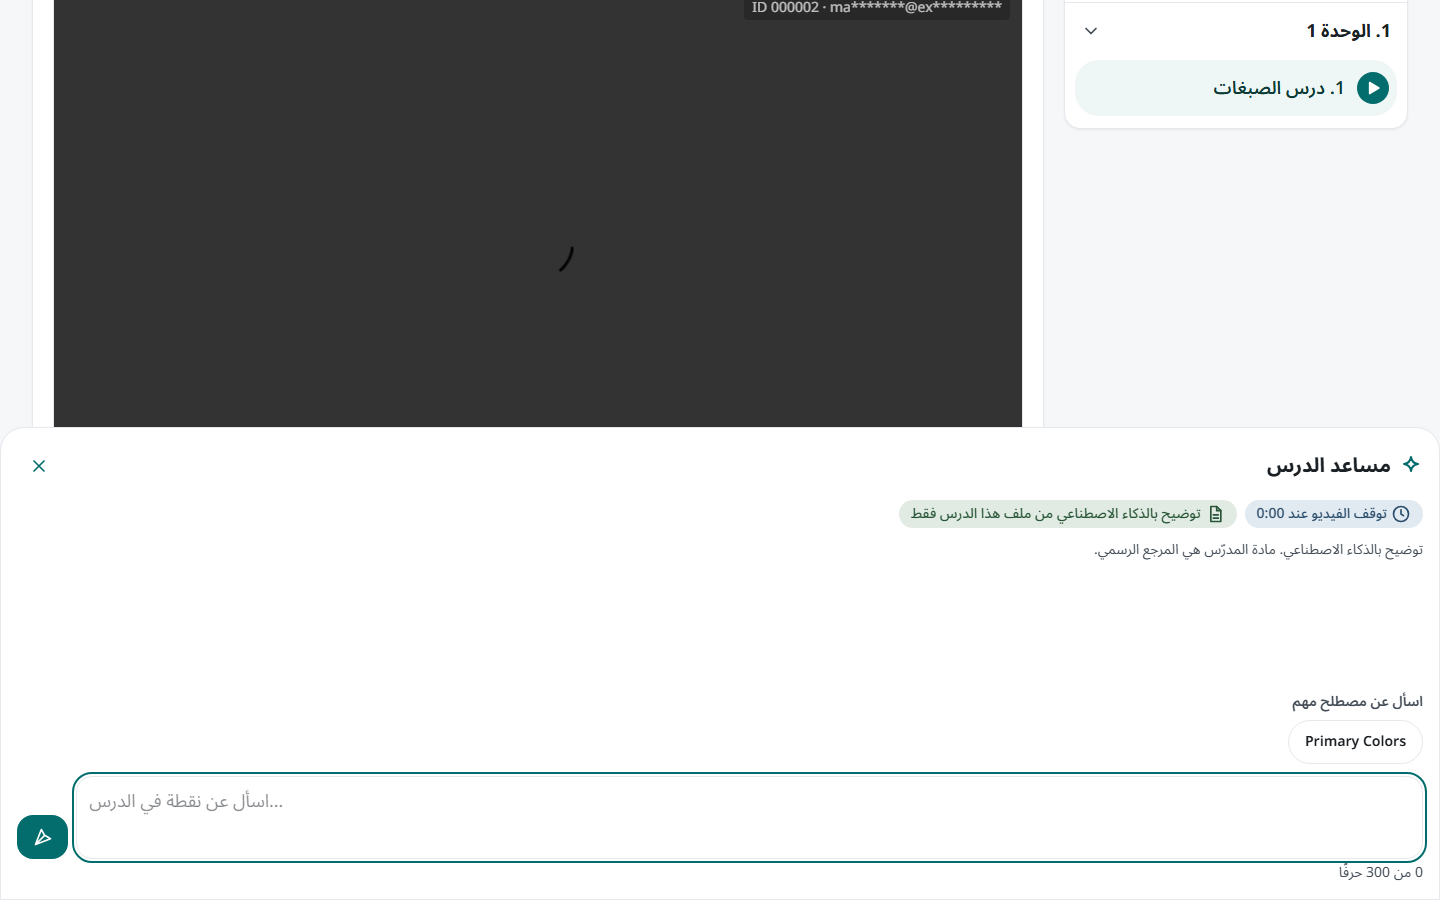 ID 000002 · ma*******@ex*********
1. الوحدة 1
1. درس الصبغات
مساعد الدرس
توقف الفيديو عند 0:00
توضيح بالذكاء الاصطناعي من ملف هذا الدرس فقط
توضيح بالذكاء الاصطناعي. مادة المدرّس هي المرجع الرسمي.
اسأل عن مصطلح مهم
Primary Colors
اسأل عن نقطة في الدرس...
0 من 300 حرفًا